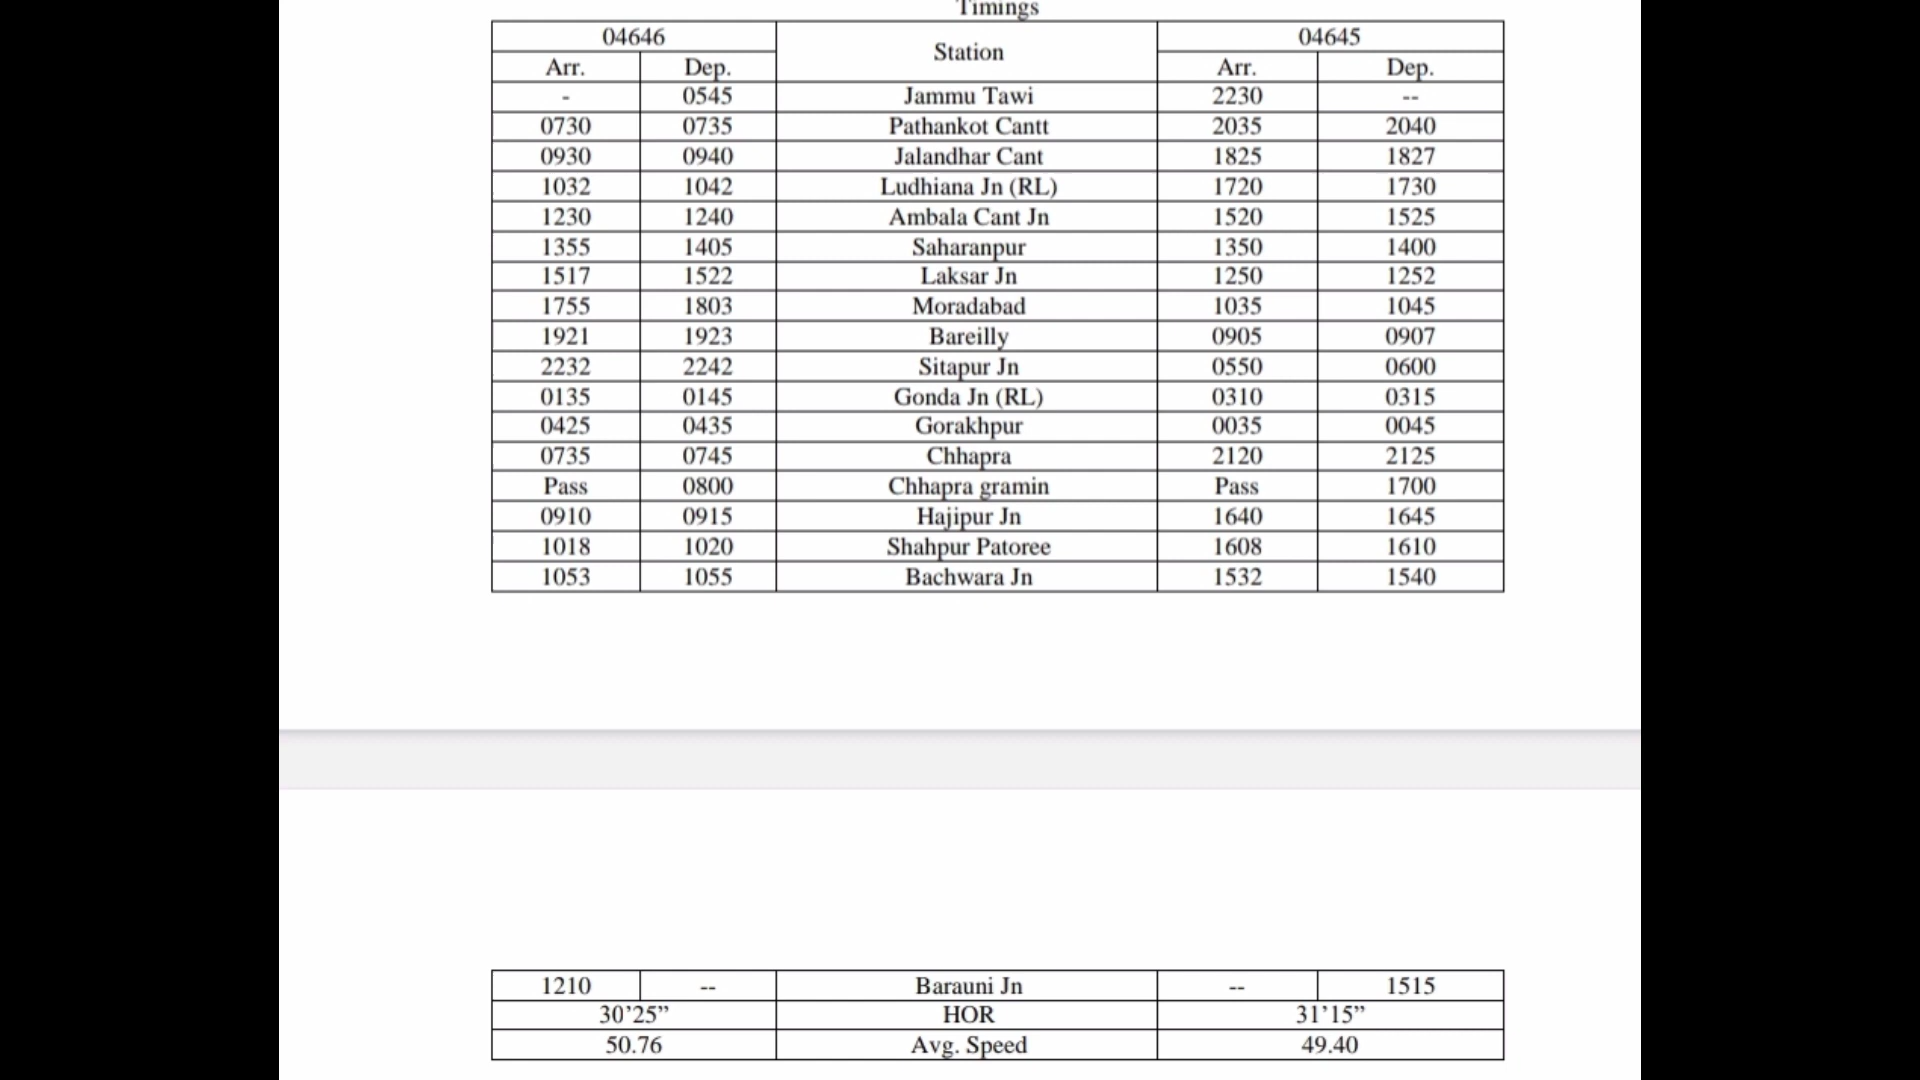 Timings
04646 Station 04645
Arr. Dep. Arr. Dep.
- 0545 Jammu Tawi 2230 --
0730 0735 Pathankot Cantt 2035 2040
0930 0940 Jalandhar Cant 1825 1827
1032 1042 Ludhiana Jn (RL) 1720 1730
1230 1240 Ambala Cant Jn 1520 1525
1355 1405 Saharanpur 1350 1400
1517 1522 Laksar Jn 1250 1252
1755 1803 Moradabad 1035 1045
1921 1923 Bareilly 0905 0907
2232 2242 Sitapur Jn 0550 0600
0135 0145 Gonda Jn (RL) 0310 0315
0425 0435 Gorakhpur 0035 0045
0735 0745 Chhapra 2120 2125
Pass 0800 Chhapra gramin Pass 1700
0910 0915 Hajipur Jn 1640 1645
1018 1020 Shahpur Patoree 1608 1610
1053 1055 Bachwara Jn 1532 1540
1210 -- Barauni Jn -- 1515
30’25” HOR 31’15”
50.76 Avg. Speed 49.40